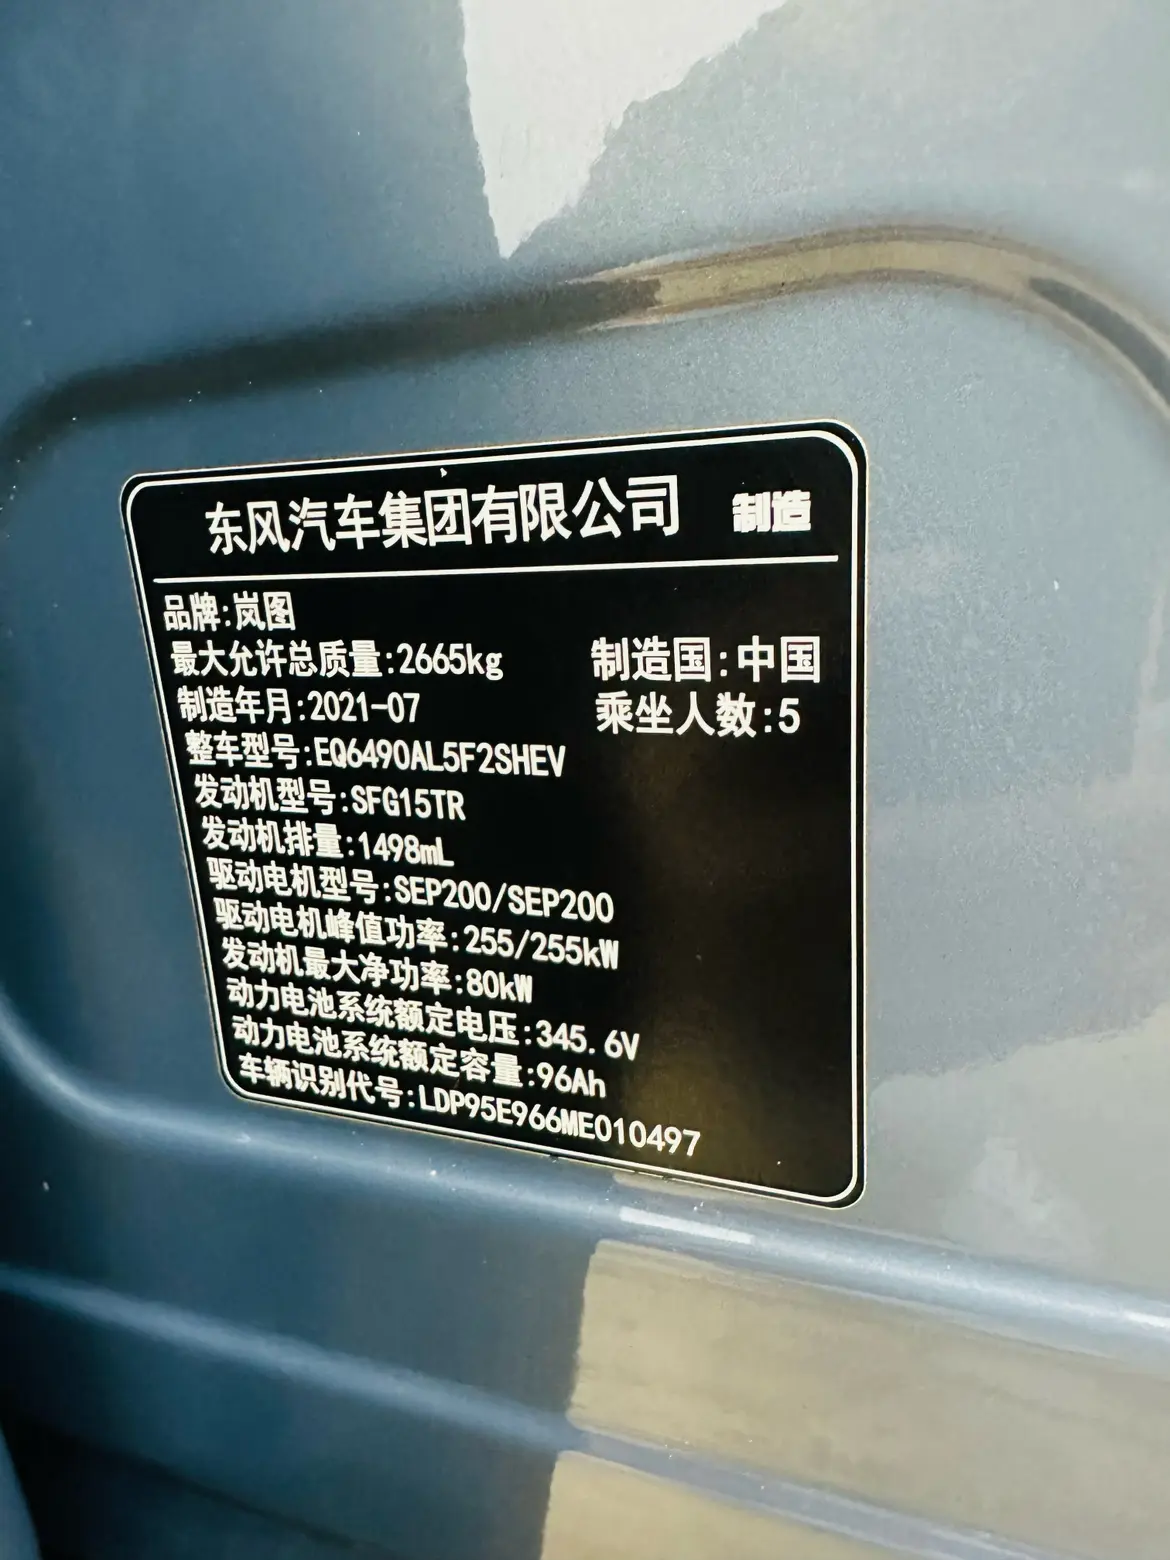 东风汽车集团有限公司 制造
品牌:岚图
最大允许总质量:2665kg 制造国:中国
制造年月:2021-07 乘坐人数:5
整车型号:EQ6490AL5F2SHEV
发动机型号:SFG15TR
发动机排量:1498mL
驱动电机型号:SEP200/SEP200
驱动电机峰值功率:255/255kW
发动机最大净功率:80kW
动力电池系统额定电压:345.6V
动力电池系统额定容量:96Ah
车辆识别代号:LDP95E966ME010497